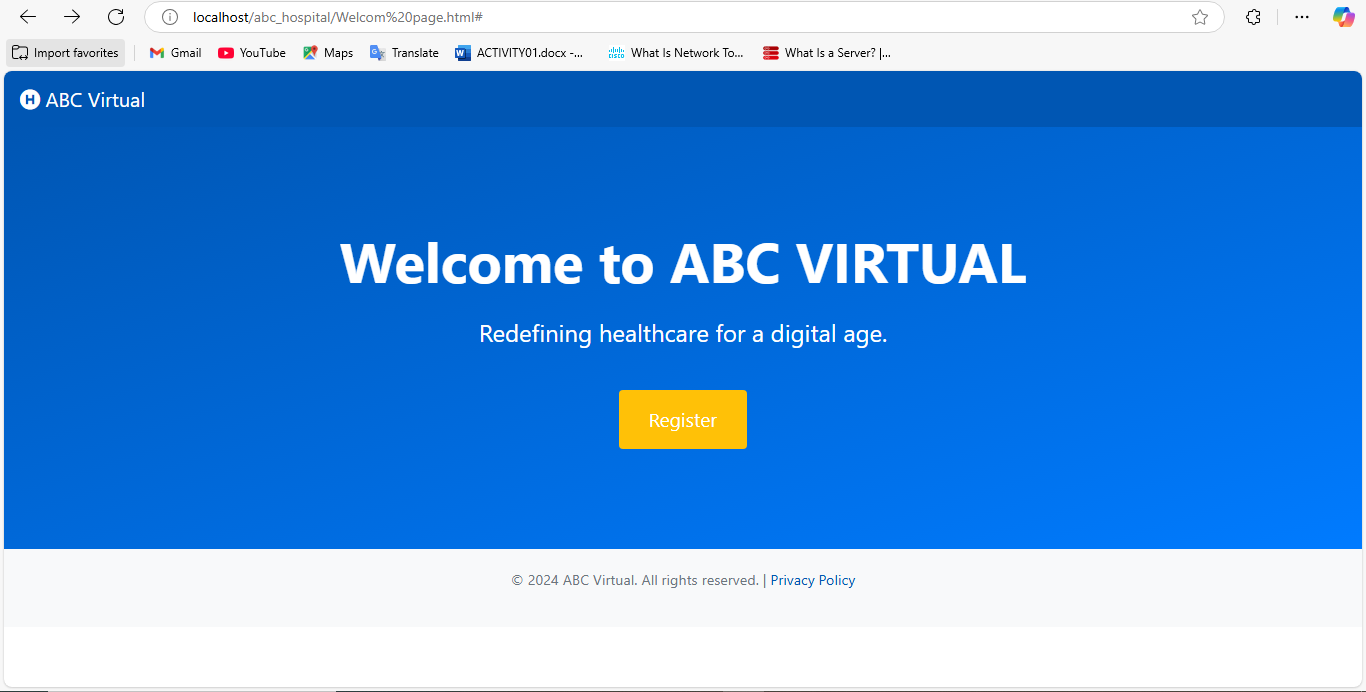 localhost/abc_hospital/Welcom%20page.html#
Import favorites Gmail YouTube Maps Translate ACTIVITY01.docx -... What Is Network To... What Is a Server? |...
H ABC Virtual
Welcome to ABC VIRTUAL
Redefining healthcare for a digital age.
Register
© 2024 ABC Virtual. All rights reserved. | Privacy Policy